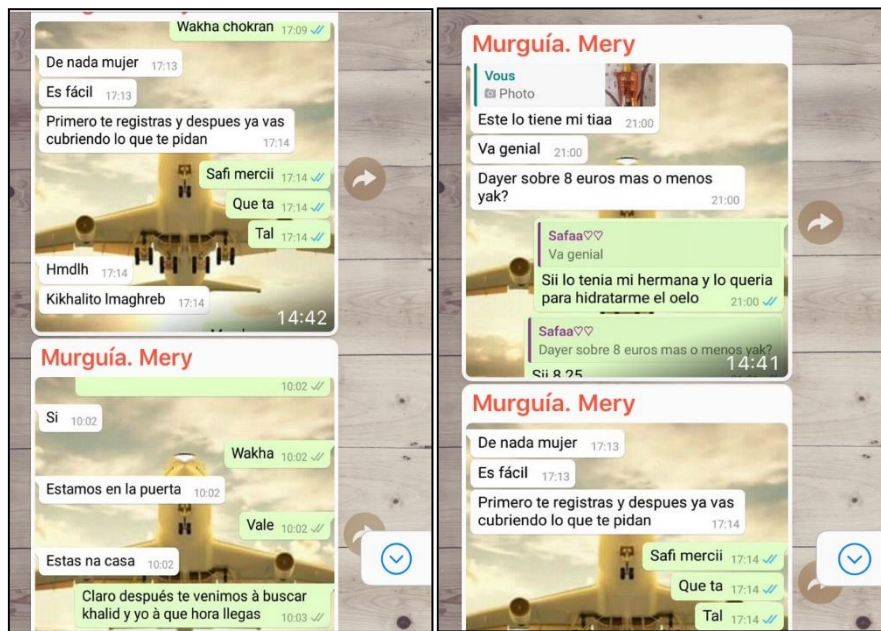 Wakha chokran 17:09
De nada mujer 17:13
Es fácil 17:13
Primero te registras y despues ya vas
cubriendo lo que te pidan 17:14
Safi mercii 17:14
Que ta 17:14
Tal 17:14
Hmdlh 17:14
Kikhalito lmaghreb 17:14
14:42
Murguía. Mery
10:02
Si 10:02
Wakha 10:02
Estamos en la puerta 10:02
Vale 10:02
Estas na casa 10:02
Claro después te venimos à buscar
khalid y yo à que hora llegas 10:03
Murguía. Mery
Vous
Photo
Este lo tiene mi tiaa 21:00
Va genial 21:00
Dayer sobre 8 euros mas o menos
yak? 21:00
Safaa♡♡
Va genial
Sii lo tenia mi hermana y lo queria
para hidratarme el oelo 21:00
Safaa♡♡
Dayer sobre 8 euros mas o menos yak?
Sii 8,25
14:41
Murguía. Mery
De nada mujer 17:13
Es fácil 17:13
Primero te registras y despues ya vas
cubriendo lo que te pidan 17:14
Safi mercii 17:14
Que ta 17:14
Tal 17:14